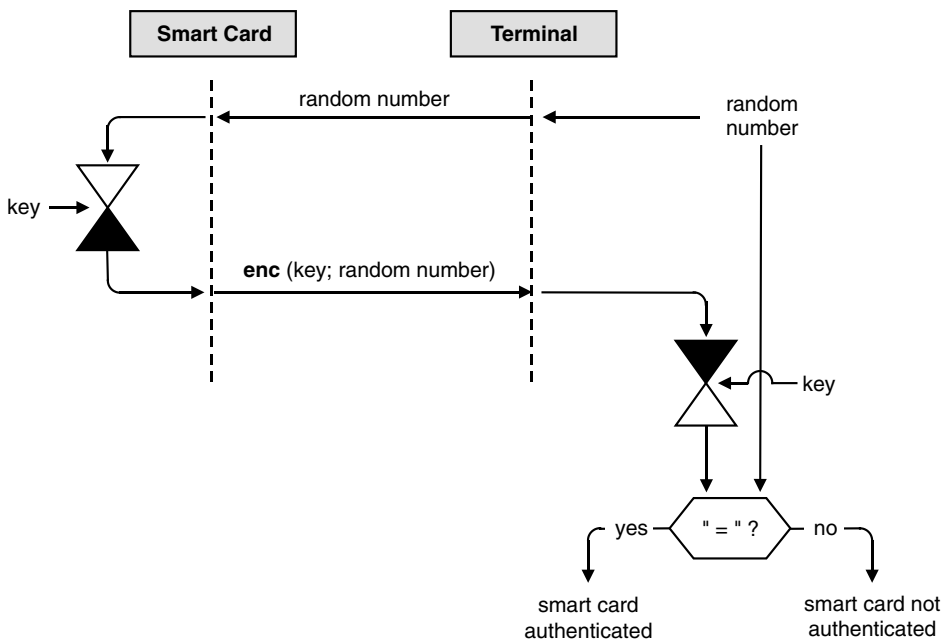 Smart Card
Terminal
random number
random
number
key
enc (key; random number)
key
yes
" = " ?
no
smart card
authenticated
smart card not
authenticated